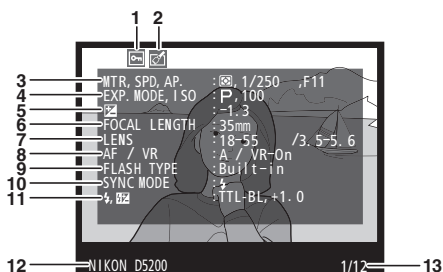 1 2
3 MTR, SPD, AP. : , 1/250 ,F11
4 EXP. MODE, ISO : P, 100
5 : -1.3
6 FOCAL LENGTH : 35mm
7 LENS : 18-55 /3.5-5.6
8 AF / VR : A / VR-On
9 FLASH TYPE : Built-in
10 SYNC MODE :
11 , : TTL-BL, +1.0
12 NIKON D5200 1/12 13